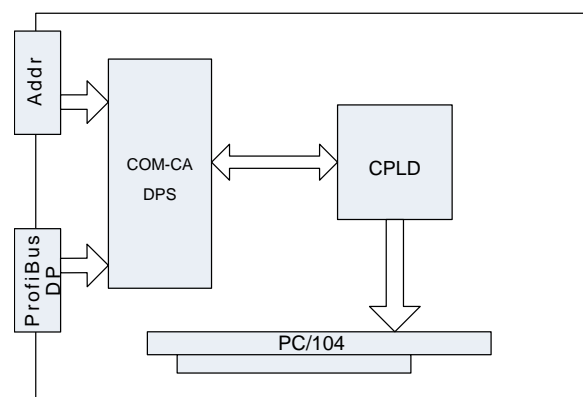 Addr
COM-CA
DPS
CPLD
ProfiBus
DP
PC/104